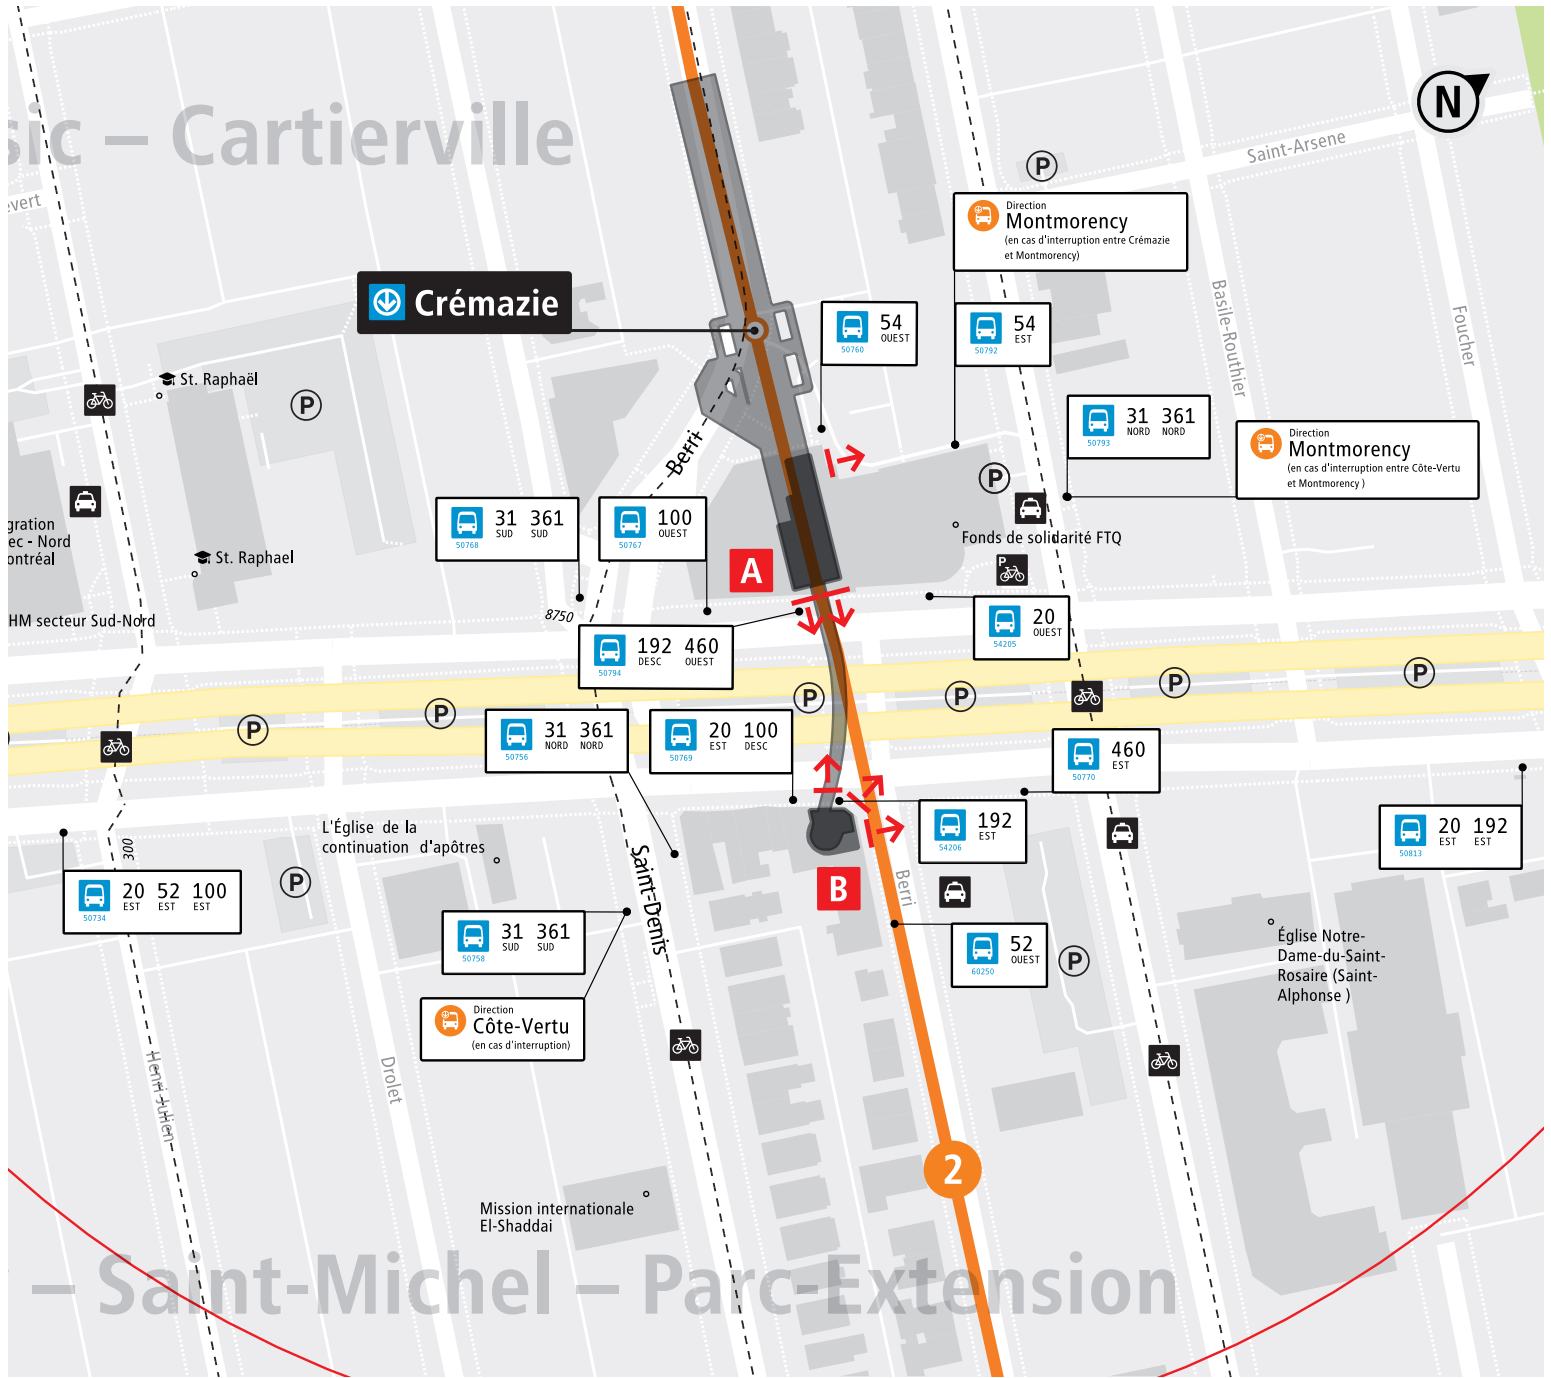 sic – Cartierville
N
Saint-Arsene
P
evert
Direction
Montmorency
(en cas d'interruption entre Crémazie
et Montmorency)
Crémazie
54
OUEST
50760
54
EST
50792
Basile-Routhier
Foucher
St. Raphaël
P
31 361
NORD NORD
50793
Direction
Montmorency
(en cas d'interruption entre Côte-Vertu
et Montmorency )
Berri
P
gration
ec - Nord
ontréal
St. Raphael
31 361
SUD SUD
50768
100
OUEST
50767
A
Fonds de solidarité FTQ
P
HM secteur Sud-Nord
8750
192 460
DESC OUEST
50794
20
OUEST
54205
P
P
P
P
P
P
31 361
NORD NORD
50756
20 100
EST DESC
50769
460
EST
50770
300
L'Église de la
continuation d'apôtres
192
EST
54206
20 192
EST EST
50813
20 52 100
EST EST EST
50734
P
Saint-Denis
B
Berri
31 361
SUD SUD
50758
52
OUEST
60250
P
Église Notre-
Dame-du-Saint-
Rosaire (Saint-
Alphonse )
Direction
Côte-Vertu
(en cas d'interruption)
Henri-Julien
Drolet
2
Mission internationale
El-Shaddai
– Saint-Michel – Parc-Extension